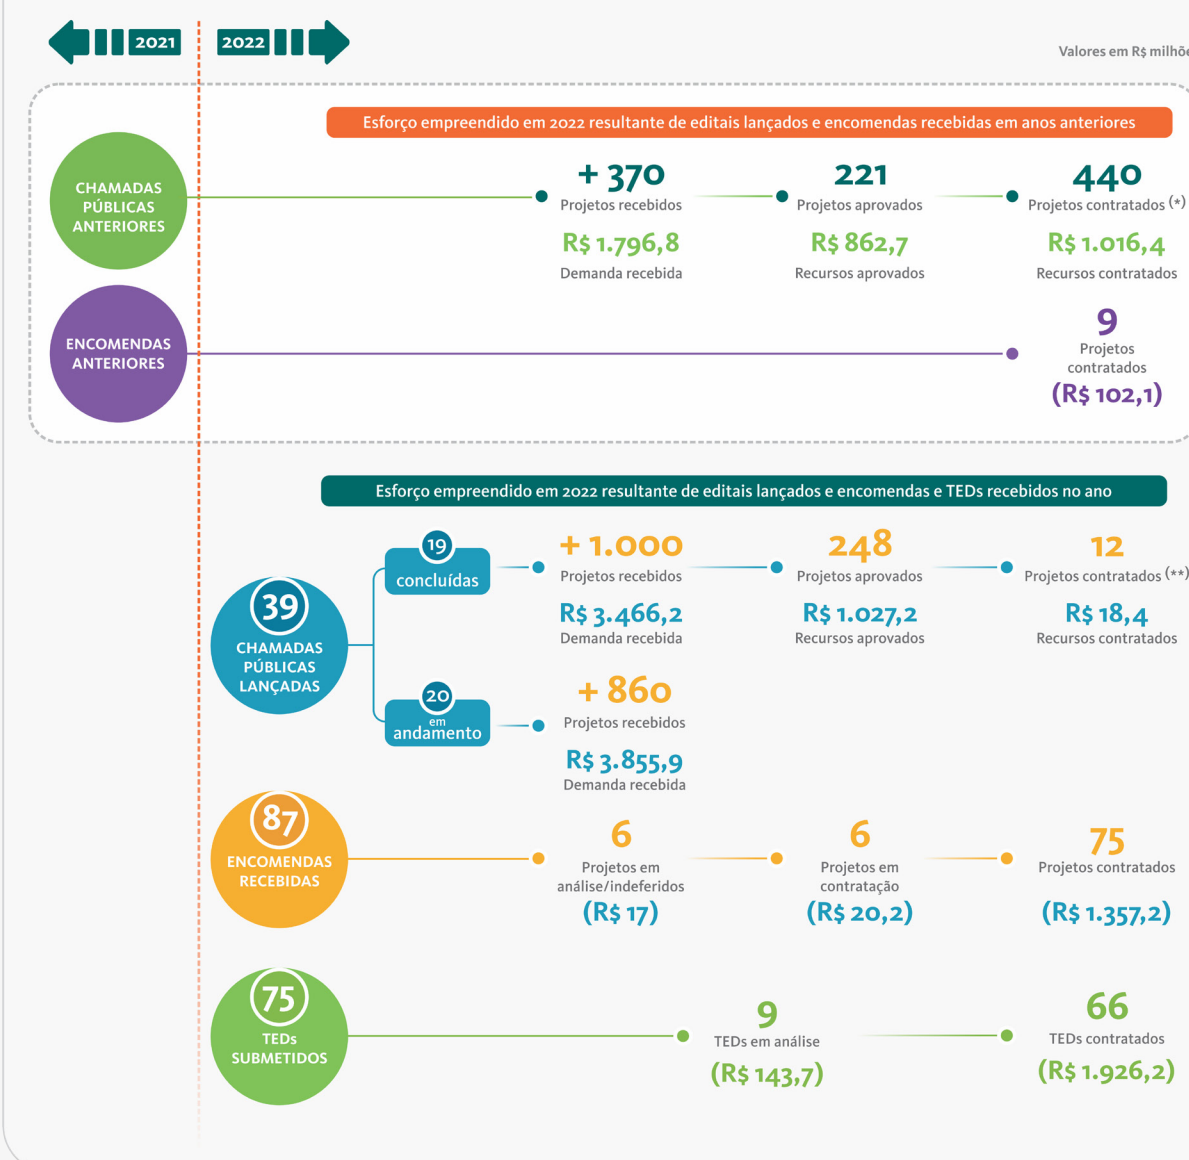 2021
2022
Valores em R$ milhõe
Esforço empreendido em 2022 resultante de editais lançados e encomendas recebidas em anos anteriores
CHAMADAS
PÚBLICAS
ANTERIORES
+ 370
Projetos recebidos
R$ 1.796,8
Demanda recebida
221
Projetos aprovados
R$ 862,7
Recursos aprovados
440
Projetos contratados (*)
R$ 1.016,4
Recursos contratados
ENCOMENDAS
ANTERIORES
9
Projetos
contratados
(R$ 102,1)
Esforço empreendido em 2022 resultante de editais lançados e encomendas e TEDs recebidos no ano
39
CHAMADAS
PÚBLICAS
LANÇADAS
19
concluídas
+ 1.000
Projetos recebidos
R$ 3.466,2
Demanda recebida
248
Projetos aprovados
R$ 1.027,2
Recursos aprovados
12
Projetos contratados (**)
R$ 18,4
Recursos contratados
20
em
andamento
+ 860
Projetos recebidos
R$ 3.855,9
Demanda recebida
87
ENCOMENDAS
RECEBIDAS
6
Projetos em
análise/indeferidos
(R$ 17)
6
Projetos em
contratação
(R$ 20,2)
75
Projetos contratados
(R$ 1.357,2)
75
TEDs
SUBMETIDOS
9
TEDs em análise
(R$ 143,7)
66
TEDs contratados
(R$ 1.926,2)